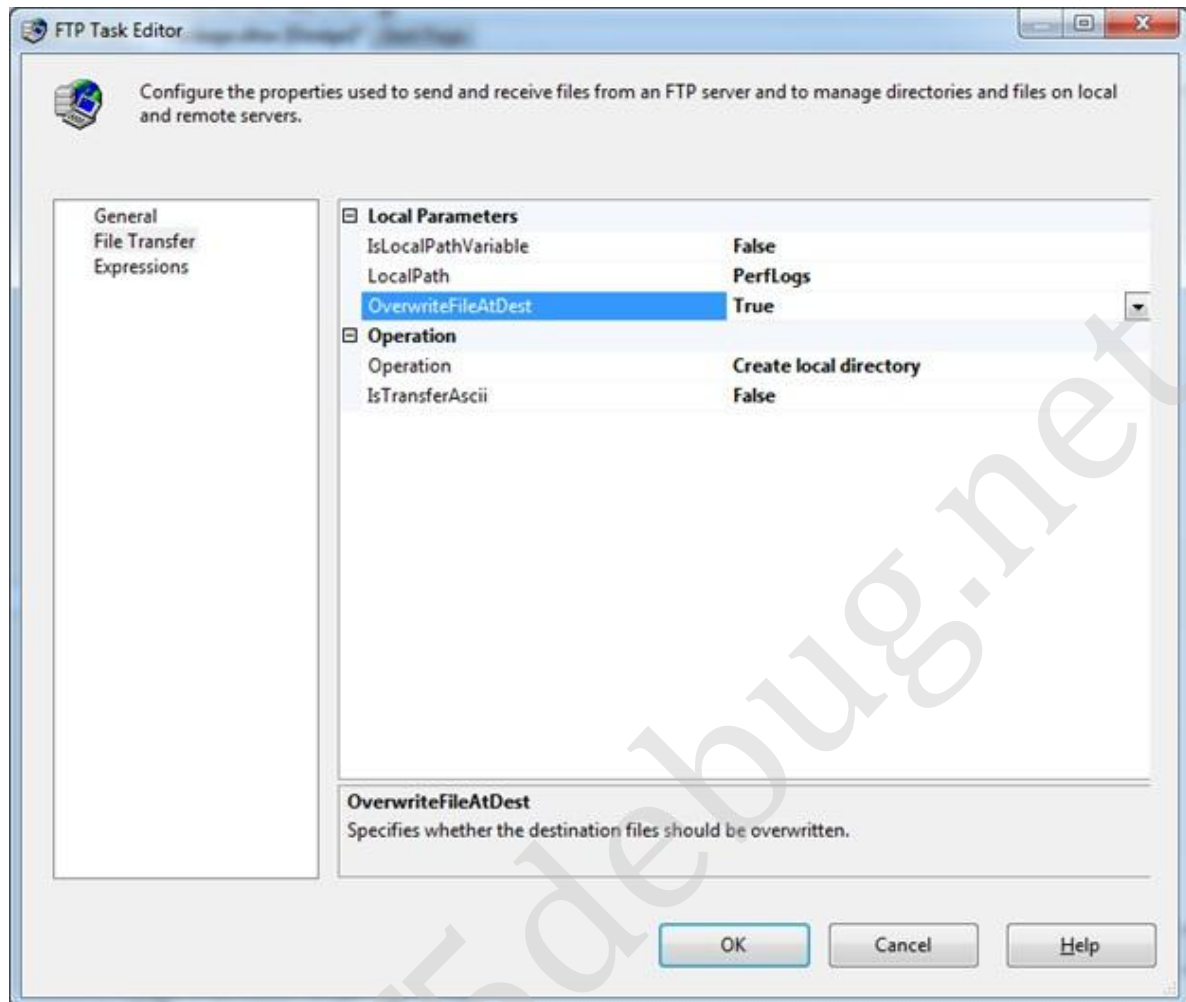 FTP Task Editor
Configure the properties used to send and receive files from an FTP server and to manage directories and files on local
and remote servers.
General
File Transfer
Expressions
Local Parameters
IsLocalPathVariable False
LocalPath PerfLogs
OverwriteFileAtDest True
Operation
Operation Create local directory
IsTransferAscii False
OverwriteFileAtDest
Specifies whether the destination files should be overwritten.
OK Cancel Help
5debug.net